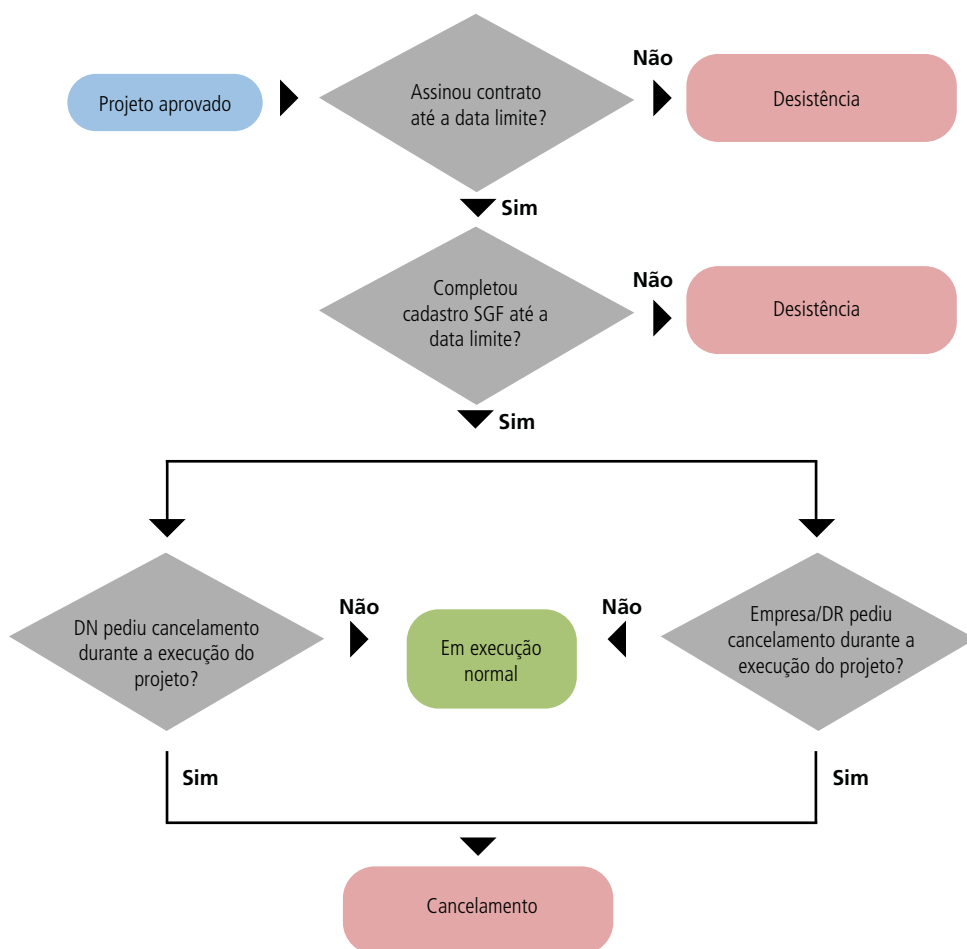 Projeto aprovado
Assinou contrato
até a data limite?
Não
Desistência
Sim
Completou
cadastro SGF até a
data limite?
Não
Desistência
Sim
DN pediu cancelamento
durante a execução do
projeto?
Não
Em execução
normal
Não
Empresa/DR pediu
cancelamento durante a
execução do projeto?
Sim
Sim
Cancelamento